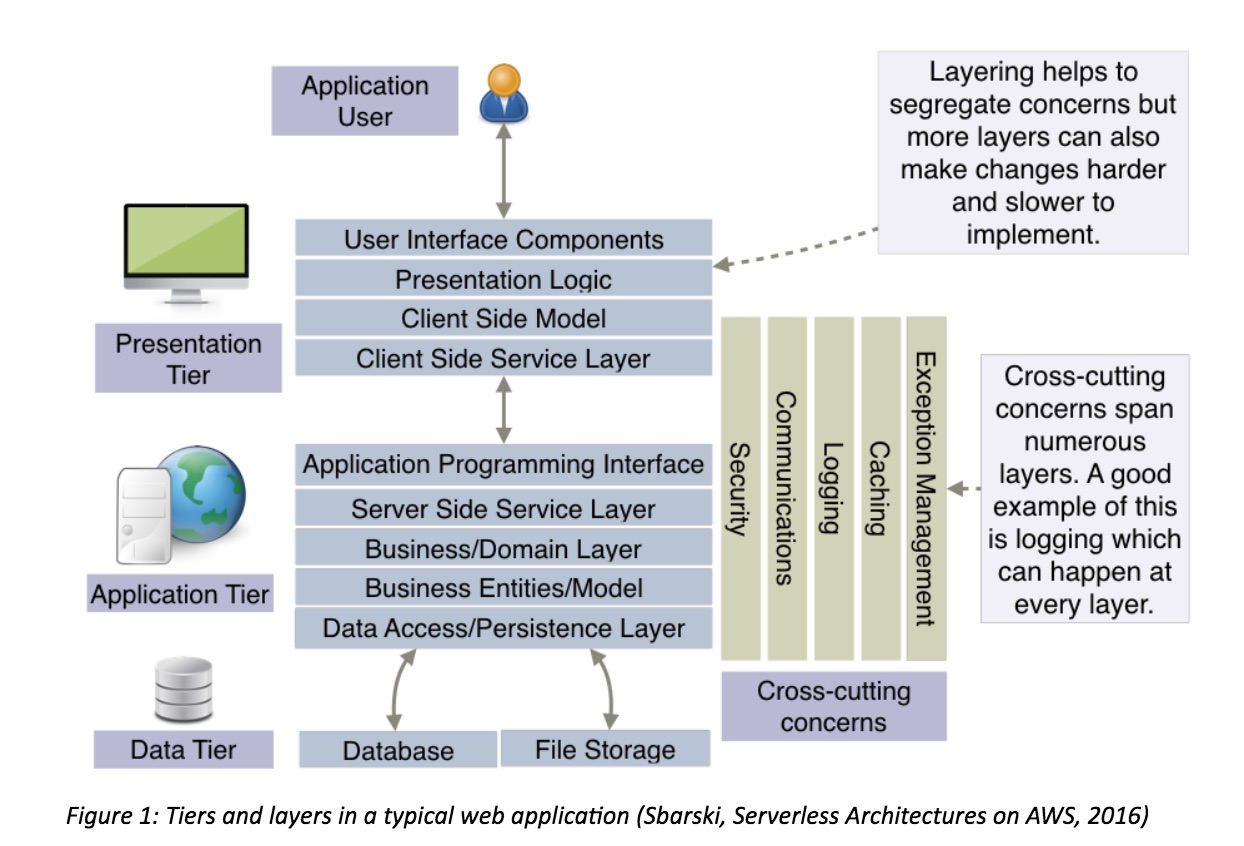 Application
User
Layering helps to
segregate concerns but
more layers can also
make changes harder
and slower to
implement.
User Interface Components
Presentation Logic
Client Side Model
Client Side Service Layer
Presentation
Tier
Application Programming Interface
Server Side Service Layer
Business/Domain Layer
Business Entities/Model
Data Access/Persistence Layer
Application Tier
Security
Communications
Logging
Caching
Exception Management
Cross-cutting
concerns span
numerous
layers. A good
example of this
is logging which
can happen at
every layer.
Cross-cutting
concerns
Data Tier
Database
File Storage
Figure 1: Tiers and layers in a typical web application (Sbarski, Serverless Architectures on AWS, 2016)